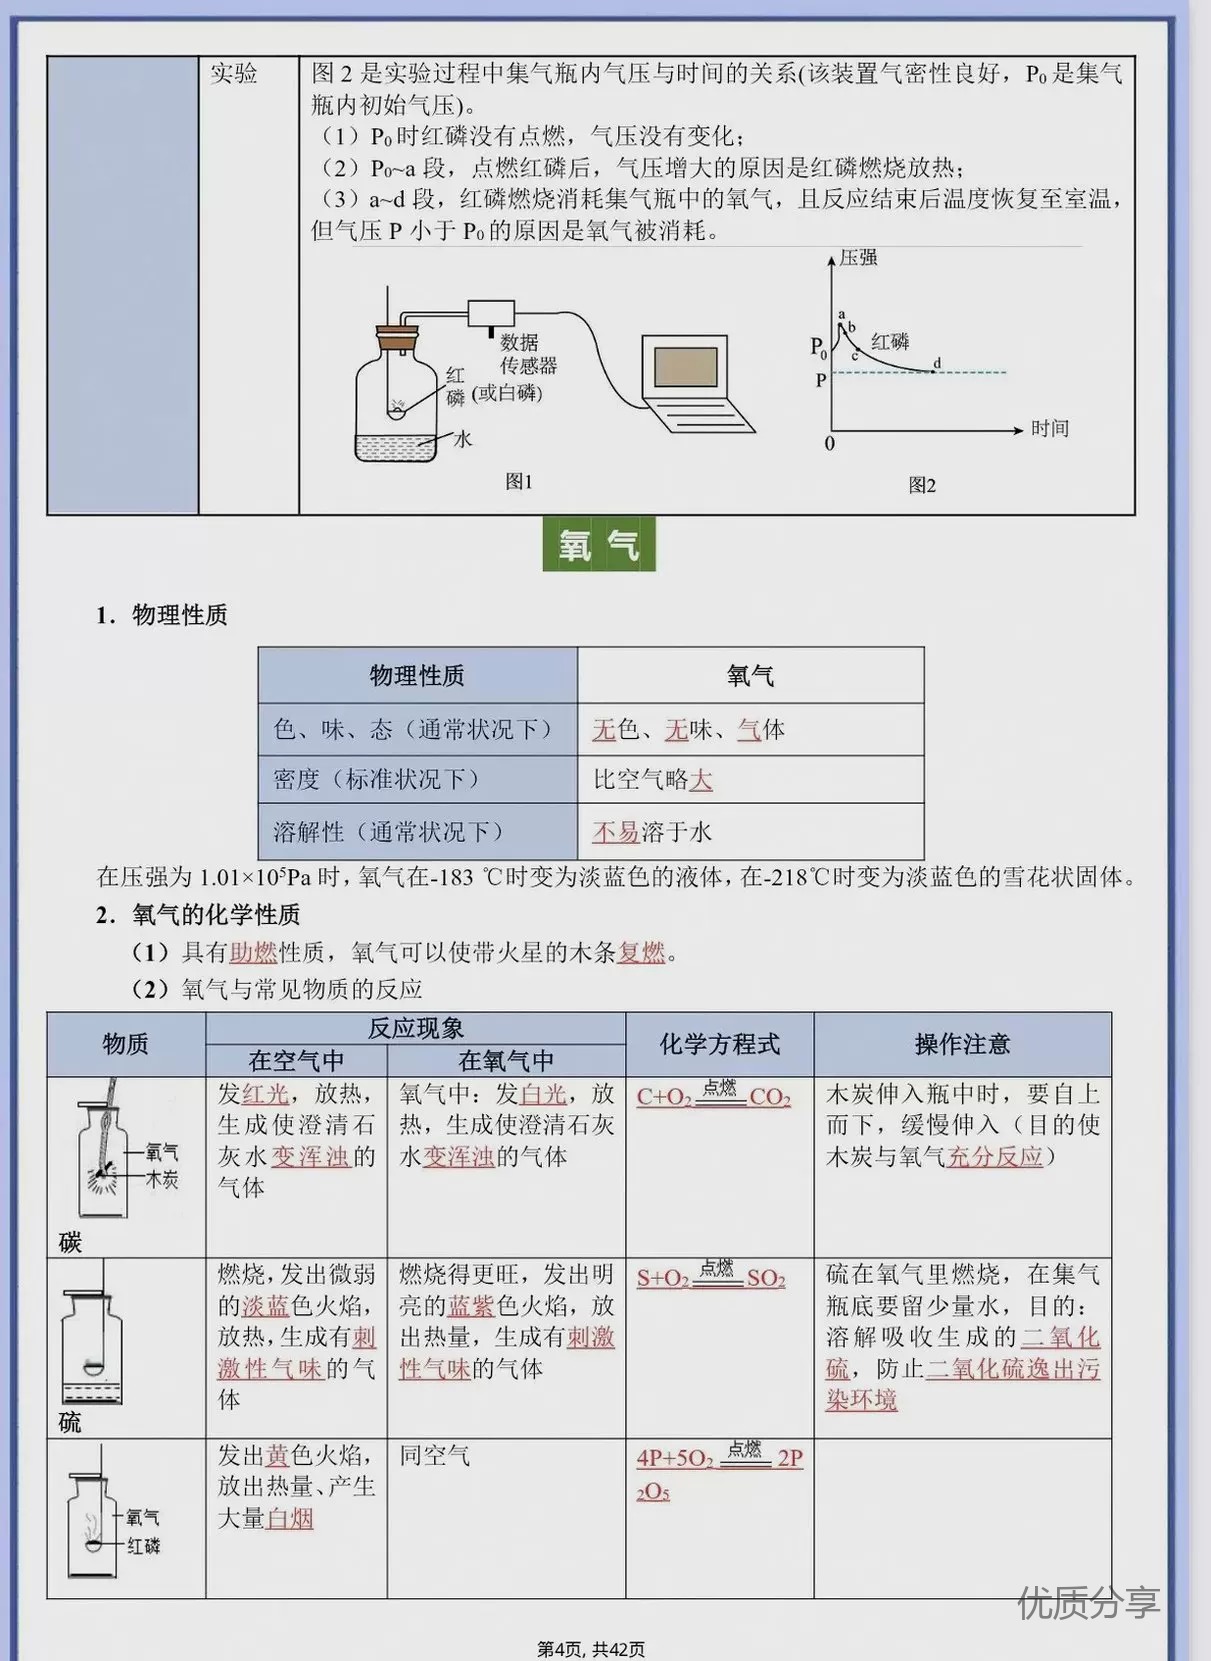 实验
图 2 是实验过程中集气瓶内气压与时间的关系(该装置气密性良好，P₀是集气
瓶内初始气压)。
（1）P₀时红磷没有点燃，气压没有变化；
（2）P₀~a 段，点燃红磷后，气压增大的原因是红磷燃烧放热；
（3）a~d 段，红磷燃烧消耗集气瓶中的氧气，且反应结束后温度恢复至室温，
但气压 P 小于 P₀的原因是氧气被消耗。
数据
传感器
红
磷
(或白磷)
水
图1
压强
a
b
c
红磷
d
P₀
P
0
时间
图2
氧 气
1．物理性质
物理性质
氧气
色、味、态（通常状况下）
无色、无味、气体
密度（标准状况下）
比空气略大
溶解性（通常状况下）
不易溶于水
在压强为 1.01×10⁵Pa 时，氧气在-183 ℃时变为淡蓝色的液体，在-218℃时变为淡蓝色的雪花状固体。
2．氧气的化学性质
（1）具有助燃性质，氧气可以使带火星的木条复燃。
（2）氧气与常见物质的反应
物质
反应现象
在空气中
在氧气中
化学方程式
操作注意
氧气
木炭
碳
发红光，放热，
生成使澄清石
灰水变浑浊的
气体
氧气中：发白光，放
热，生成使澄清石灰
水变浑浊的气体
点燃
C+O₂ CO₂
木炭伸入瓶中时，要自上
而下，缓慢伸入（目的使
木炭与氧气充分反应）
硫
燃烧，发出微弱
的淡蓝色火焰，
放热，生成有刺
激性气味的气
体
燃烧得更旺，发出明
亮的蓝紫色火焰，放
出热量，生成有刺激
性气味的气体
点燃
S+O₂ SO₂
硫在氧气里燃烧，在集气
瓶底要留少量水，目的：
溶解吸收生成的二氧化
硫，防止二氧化硫逸出污
染环境
氧气
红磷
发出黄色火焰，
放出热量、产生
大量白烟
同空气
点燃
4P+5O₂ 2P
₂O₅
优质分享
第4页, 共42页